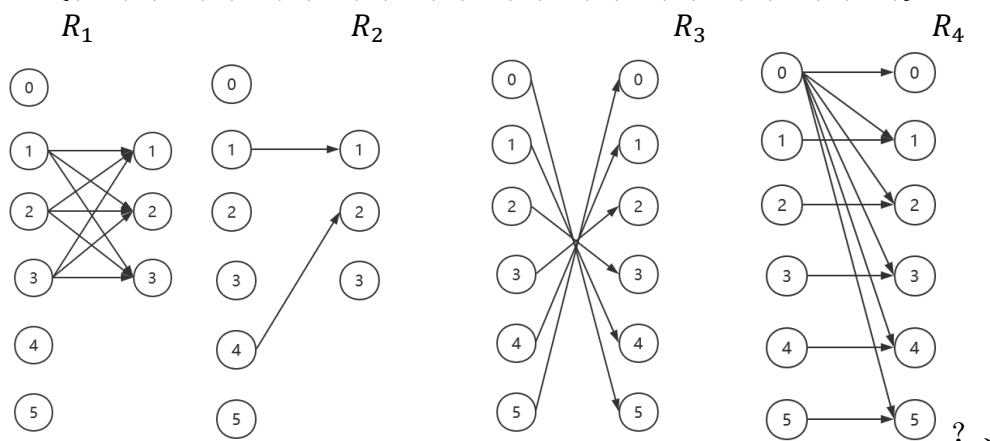 R₁ R₂ R₃ R₄
0 0 0 0 0 0
1 1 1 1 1 1 1 1
2 2 2 2 2 2 2 2
3 3 3 3 3 3 3 3
4 4 4 4 4 4
5 5 5 5 5 5 ?